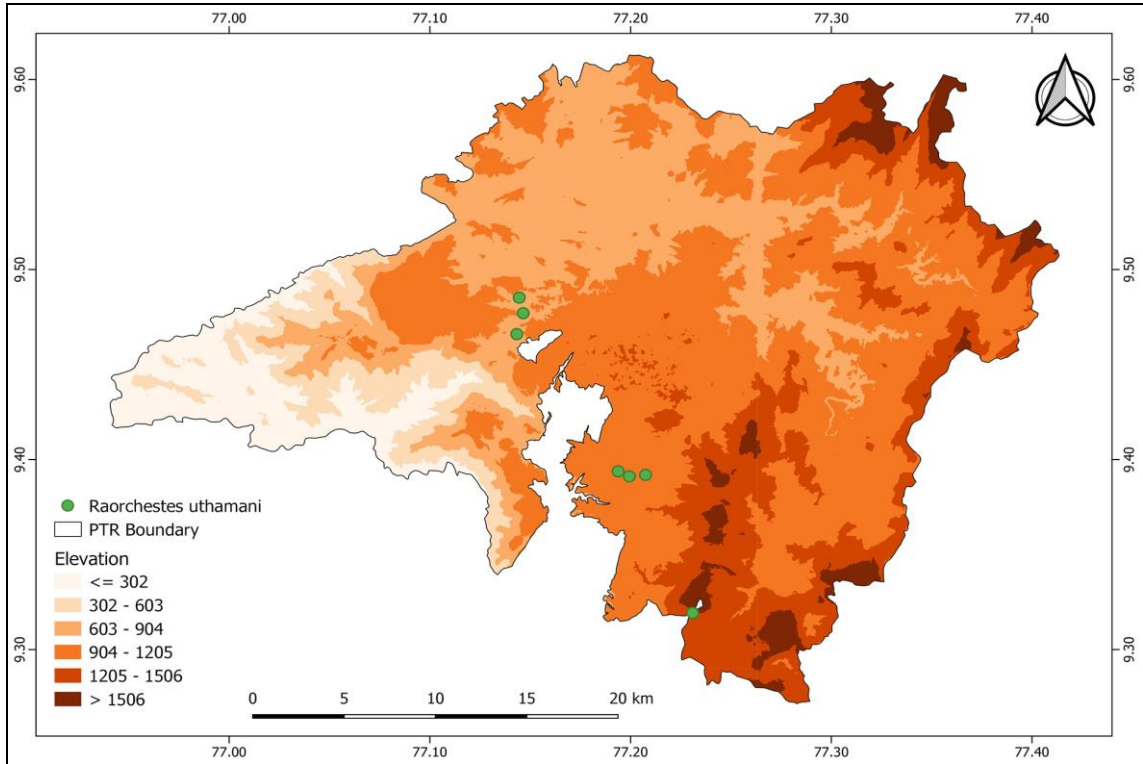 77.00 77.10 77.20 77.30 77.40
9.60 9.60
9.50 9.50
9.40 9.40
9.30 9.30
Raorchestes uthamani
PTR Boundary
Elevation
<= 302
302 - 603
603 - 904
904 - 1205
1205 - 1506
> 1506
0 5 10 15 20 km
77.00 77.10 77.20 77.30 77.40